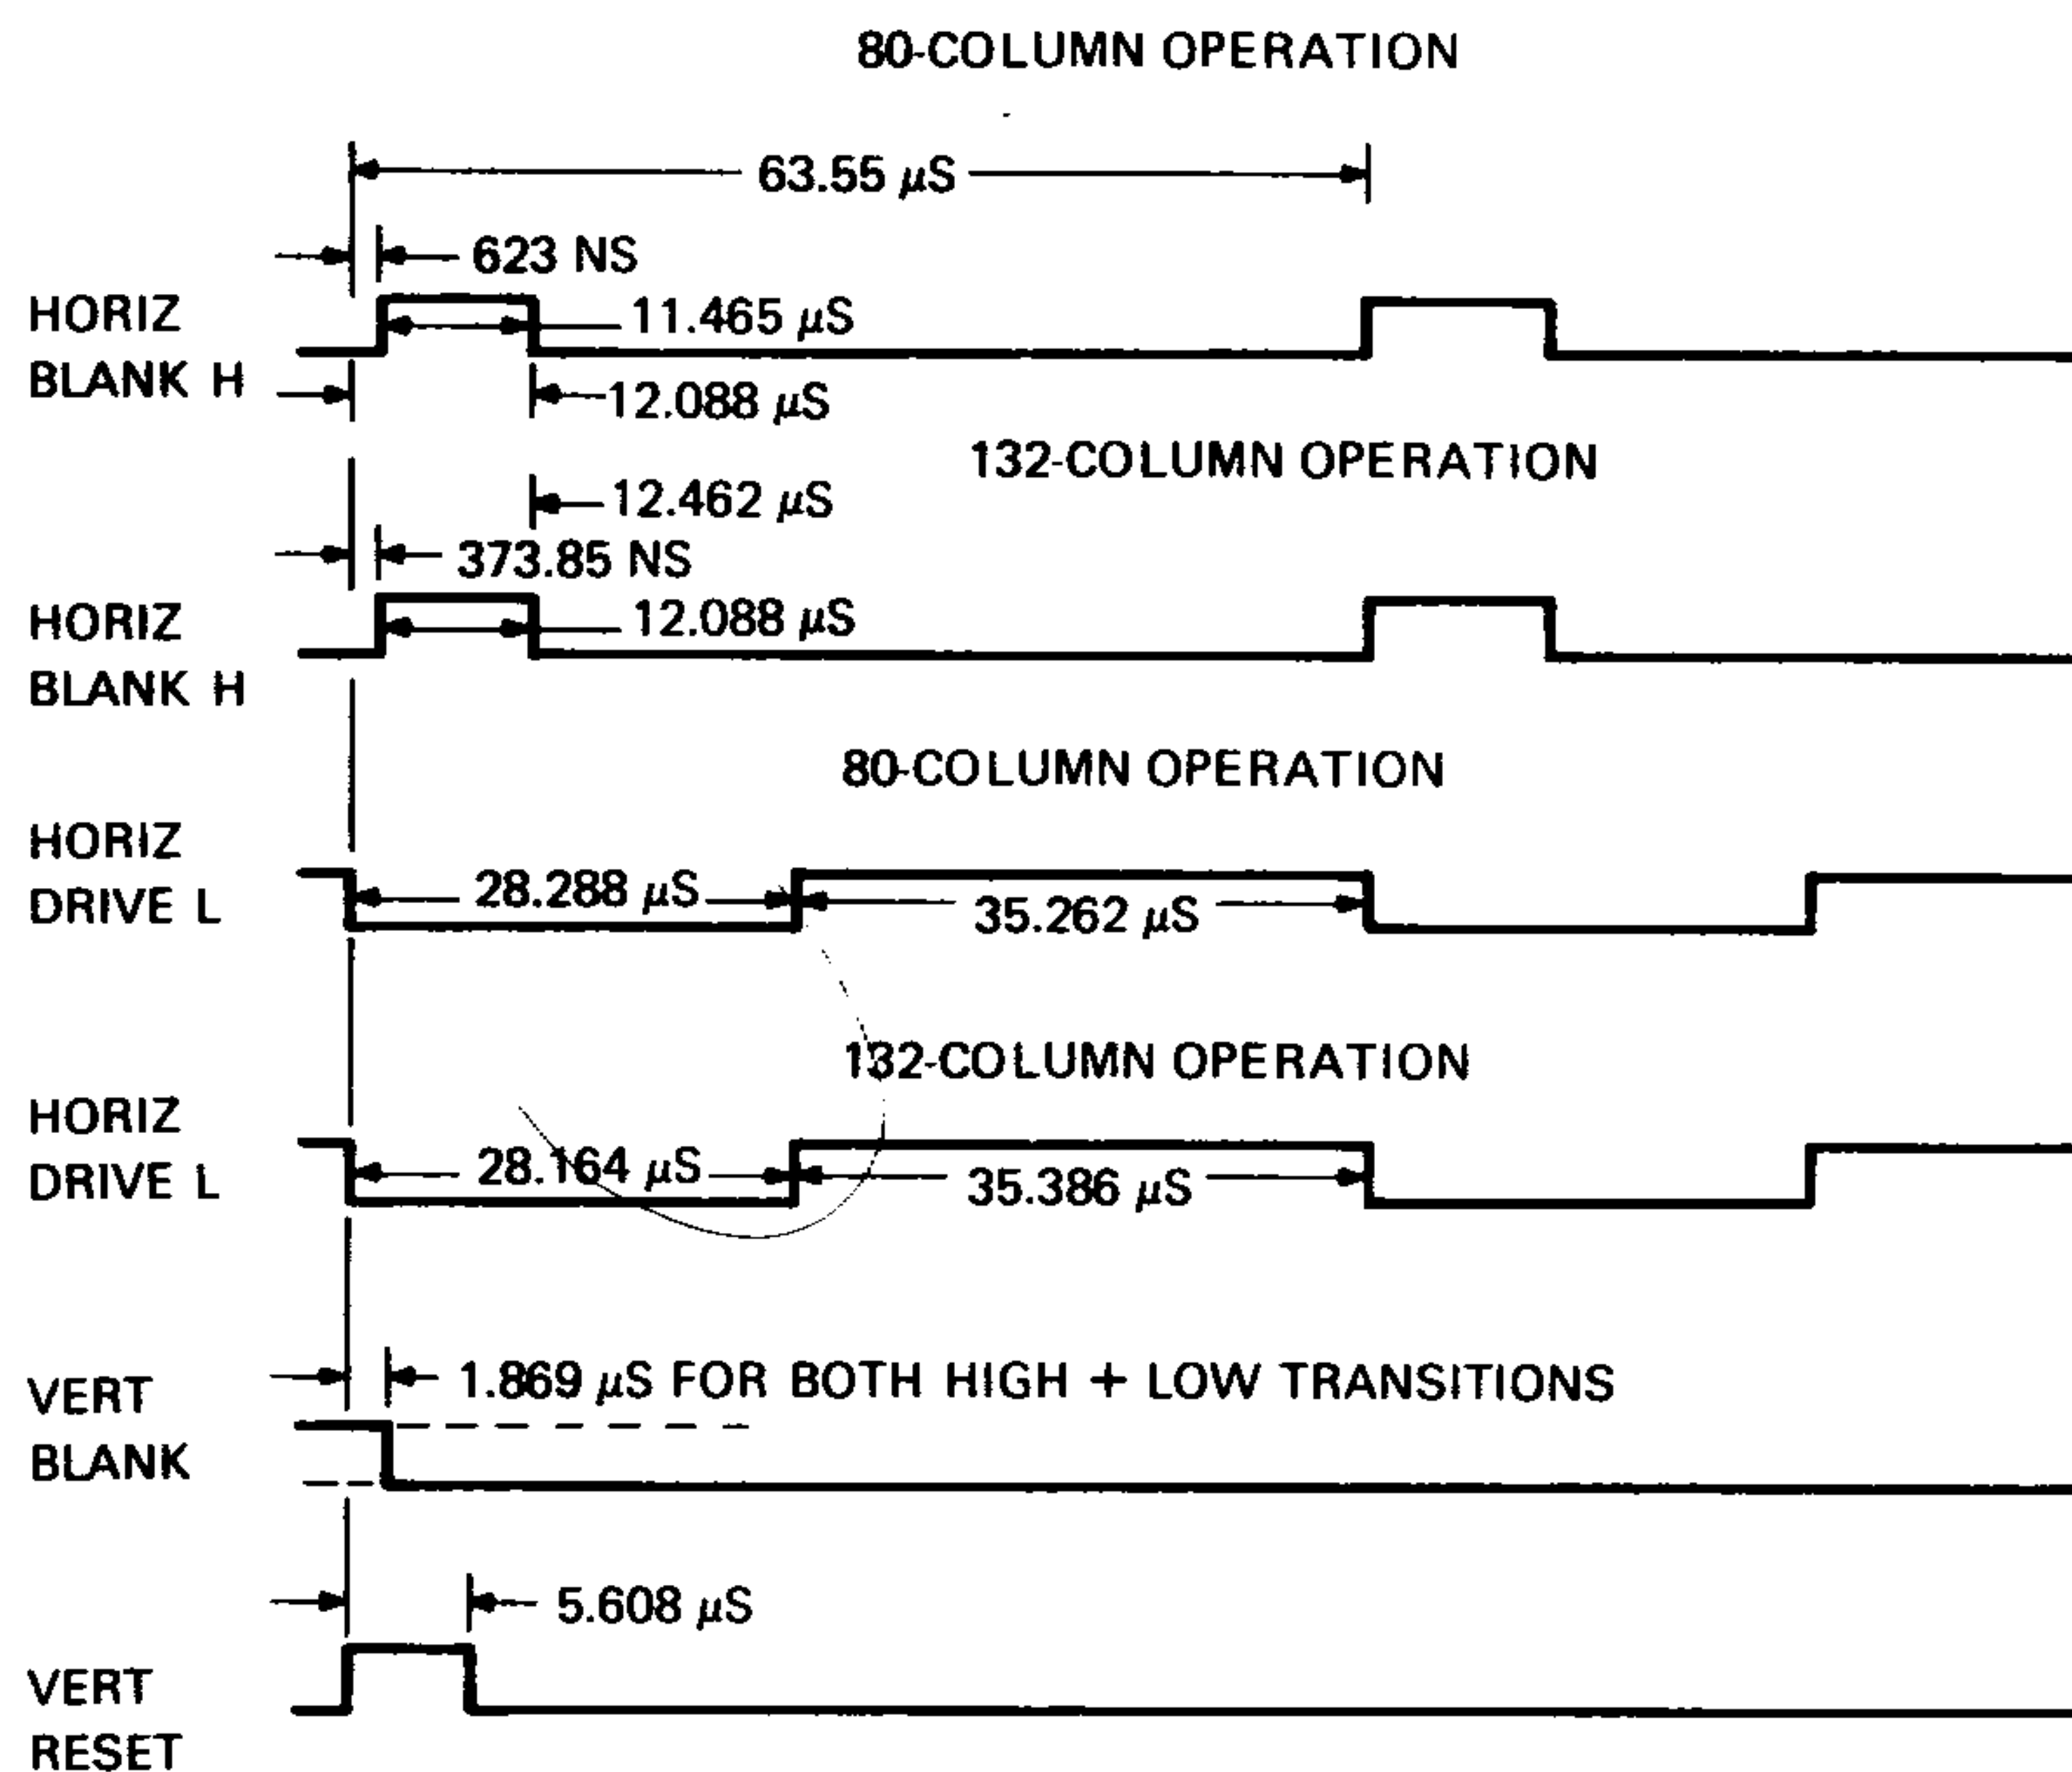 80-COLUMN OPERATION
63.55 μS
623 NS
HORIZ
BLANK H
11.465 μS
12.088 μS
132-COLUMN OPERATION
12.462 μS
373.85 NS
HORIZ
BLANK H
12.088 μS
80-COLUMN OPERATION
HORIZ
DRIVE L
28.288 μS
35.262 μS
132-COLUMN OPERATION
HORIZ
DRIVE L
28.164 μS
35.386 μS
1.869 μS FOR BOTH HIGH + LOW TRANSITIONS
VERT
BLANK
5.608 μS
VERT
RESET